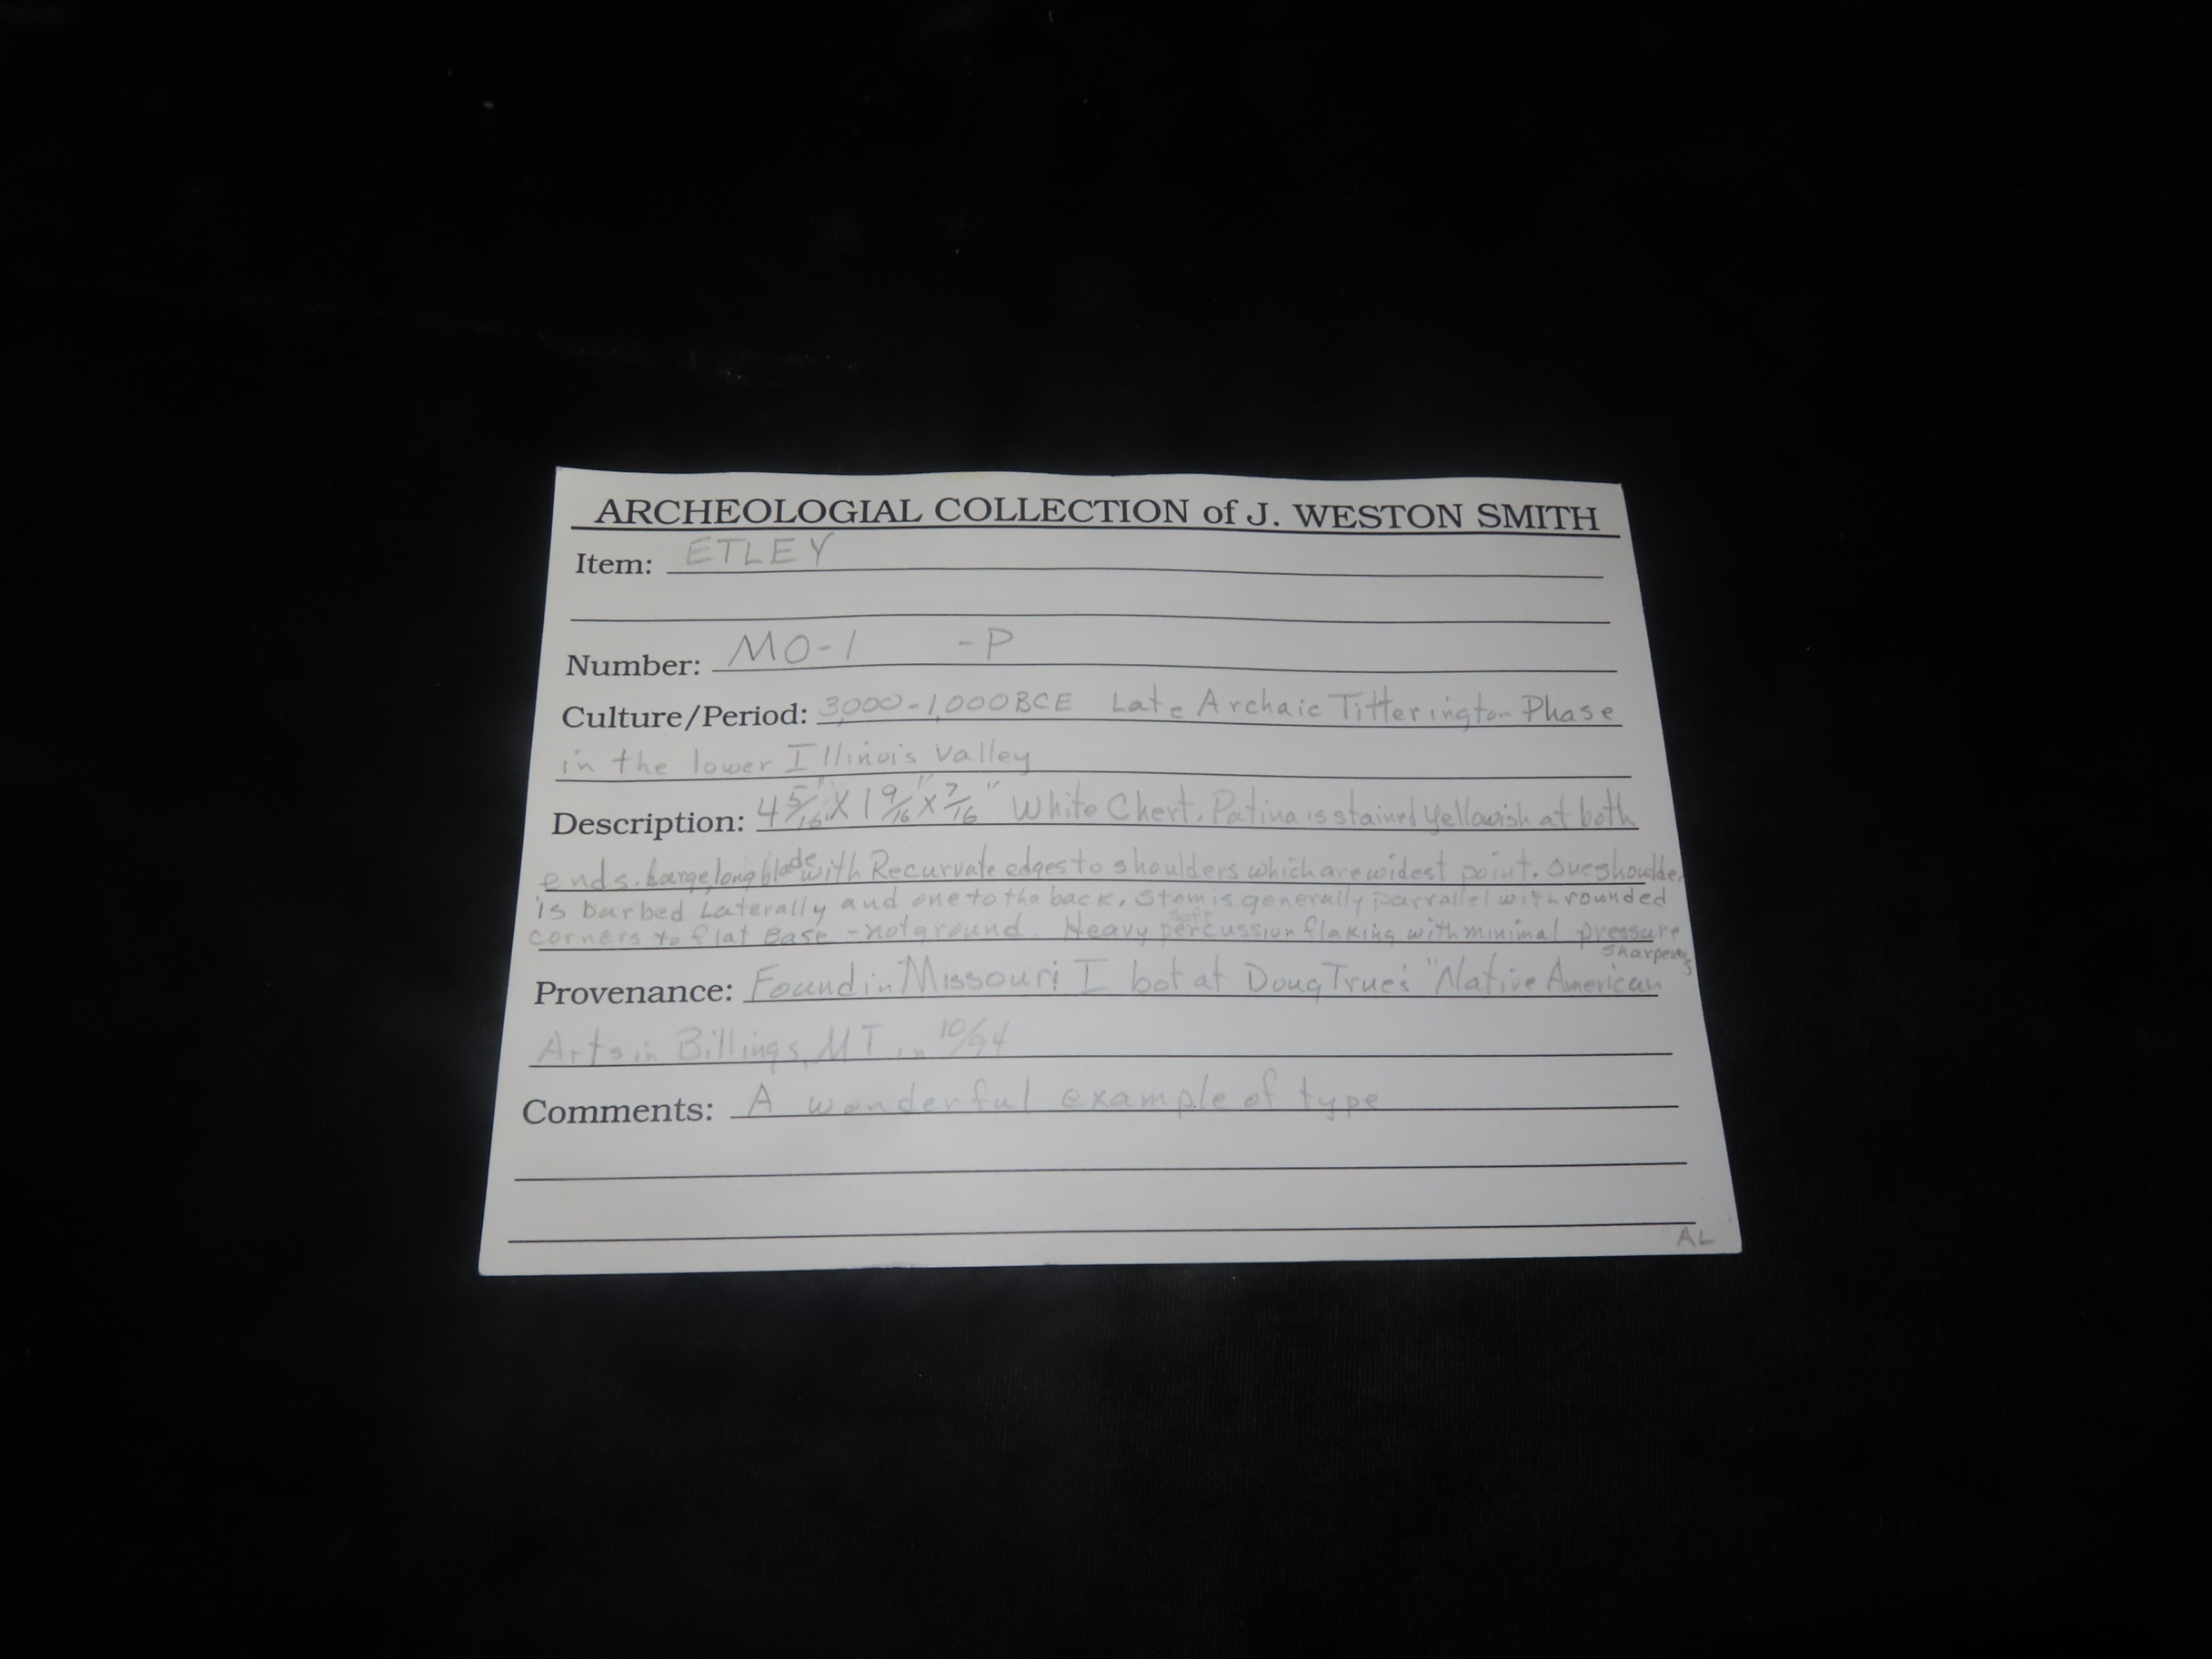 ARCHEOLOGIAL COLLECTION of J. WESTON SMITH
Item: ETLEY
Number: MO-1 -P
Culture/Period: 3,000-1,000 BCE Late Archaic Titterington Phase
in the lower Illinois Valley
Description: 4 5/16" X 1 9/16" X 7/16" White Chert. Patina is stained Yellowish at both
ends. Large, long blade with Recurvate edges to shoulders which are widest point. One shoulder
is barbed Laterally and one to the back. Stem is generally parrallel with rounded
corners to flat Base - not ground. Heavy soft percussion flaking with minimal pressure
sharpening
Provenance: Found in Missouri I bot at Doug True's "Native American
Arts in Billings, MT in 10/94
Comments: A wonderful example of type
AL